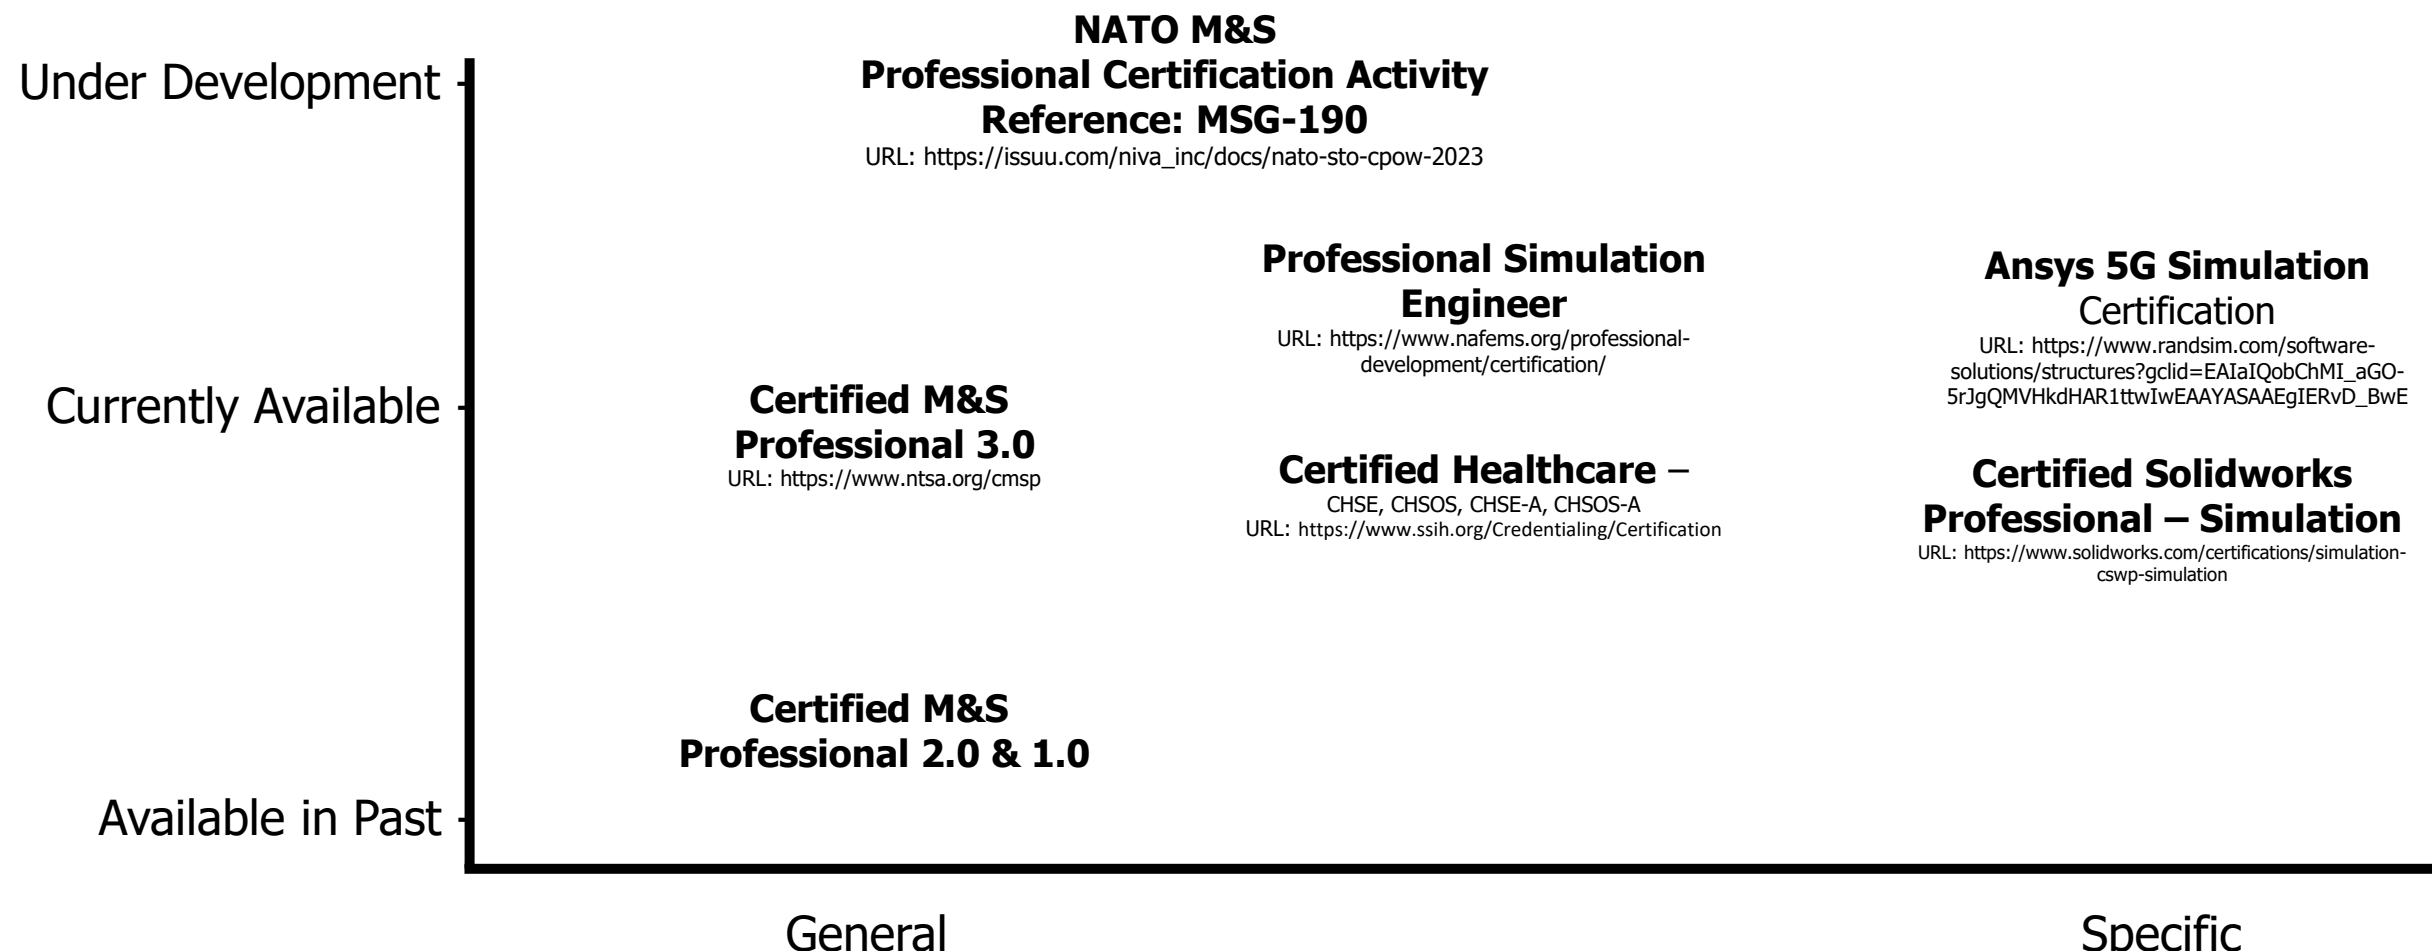 NATO M&S
Professional Certification Activity
Reference: MSG-190
URL: https://issuu.com/niva_inc/docs/nato-sto-cpow-2023
Under Development
Professional Simulation
Engineer
URL: https://www.nafems.org/professional-
development/certification/
Ansys 5G Simulation
Certification
URL: https://www.randsim.com/software-
solutions/structures?gclid=EAIaIQobChMI_aGO-
5rJgQMVHkdHAR1ttwIwEAAYASAAEgIERvD_BwE
Currently Available
Certified M&S
Professional 3.0
URL: https://www.ntsa.org/cmsp
Certified Healthcare –
CHSE, CHSOS, CHSE-A, CHSOS-A
URL: https://www.ssih.org/Credentialing/Certification
Certified Solidworks
Professional – Simulation
URL: https://www.solidworks.com/certifications/simulation-
cswp-simulation
Certified M&S
Professional 2.0 & 1.0
Available in Past
General
Specific